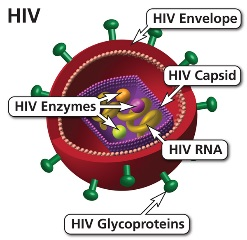 HIV
HIV Envelope
HIV Capsid
HIV Enzymes
HIV RNA
HIV Glycoproteins